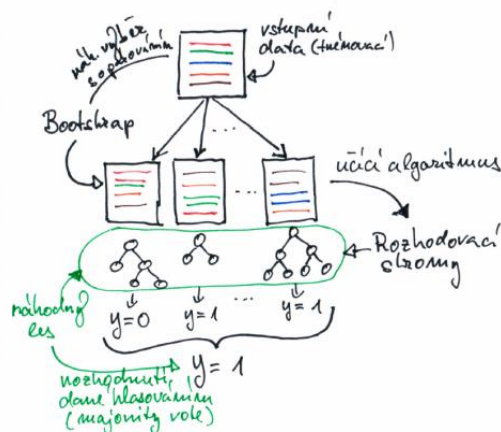 náh. výběr
s opakováním
vstupní
data (trénovací)
Bootstrap
...
...
učící algoritmus
Rozhodovací
stromy
náhodný
les
...
y=0
y=1
y=1
y=1
rozhodnutí
dané hlasováním
(majority vote)